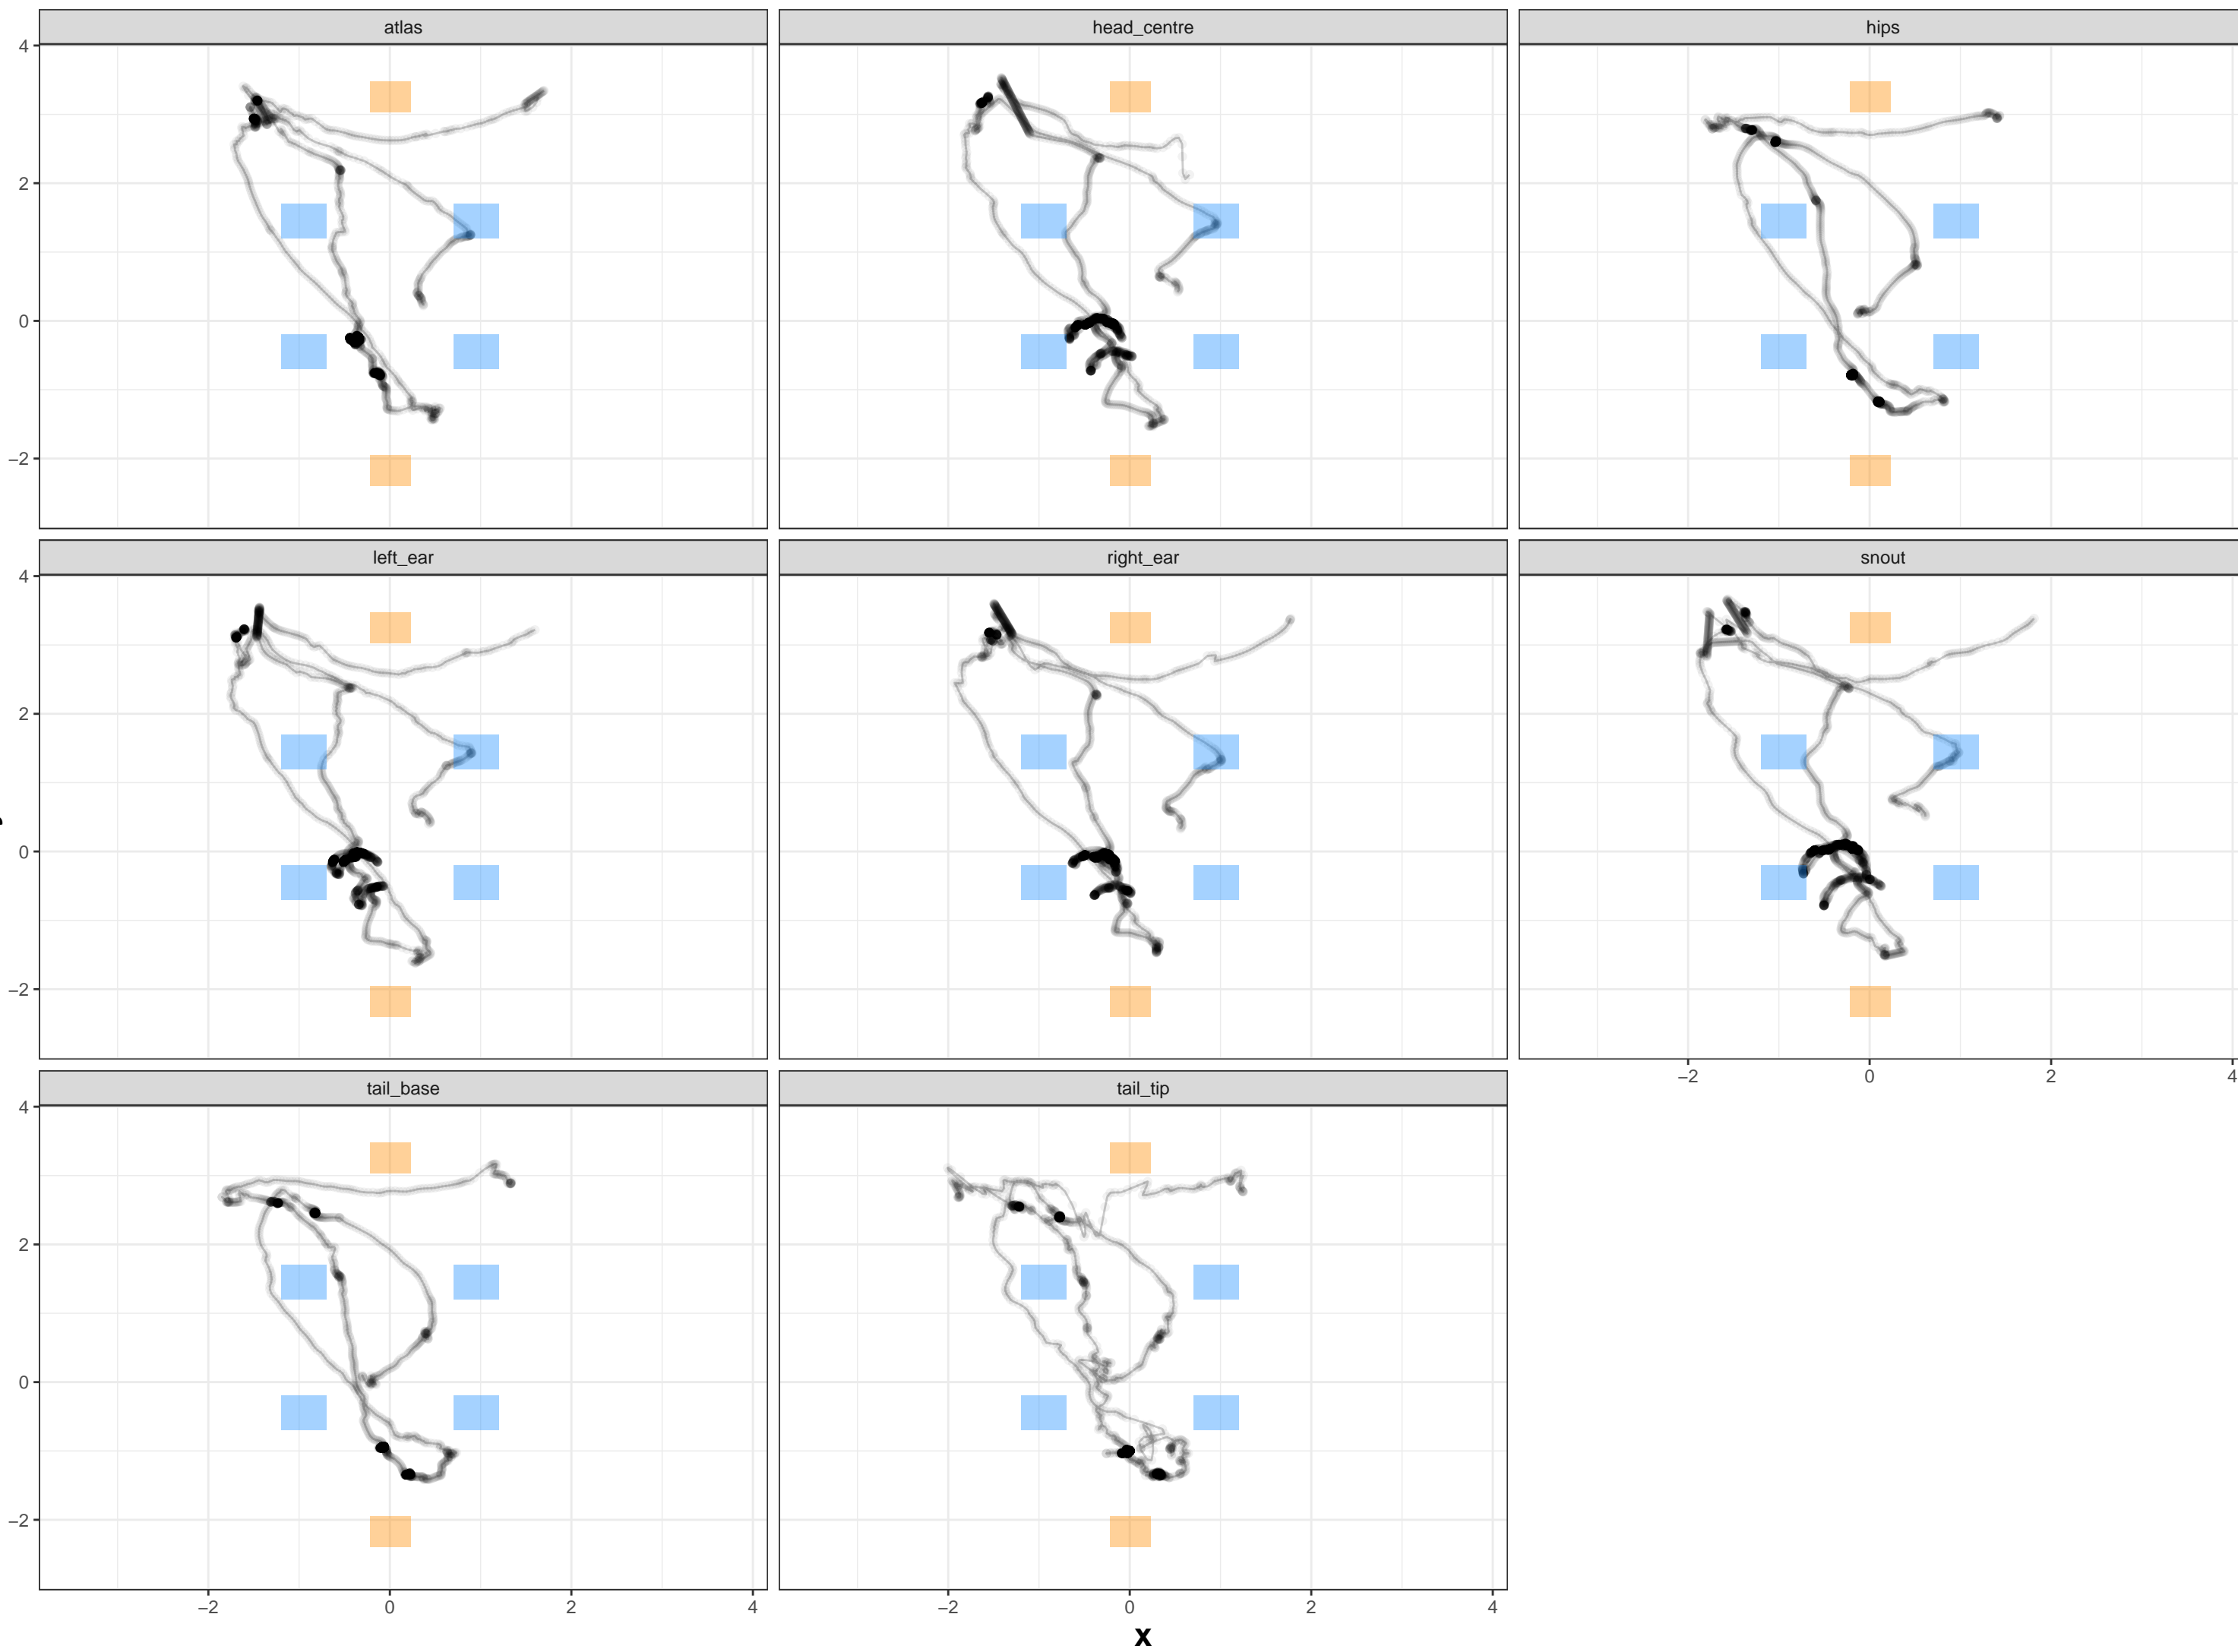 atlas head_centre hips
4
2
0
−2
left_ear right_ear snout
4
2
0
−2
−2 0 2 4
tail_base tail_tip
4
2
0
−2
−2 0 2 4 −2 0 2 4
x